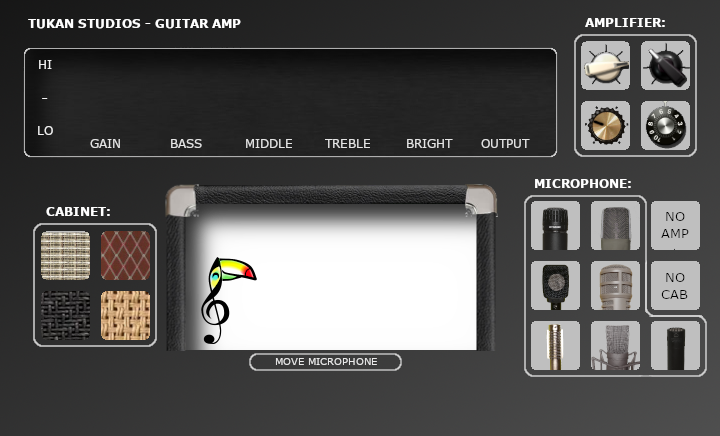 TUKAN STUDIOS - GUITAR AMP
AMPLIFIER:
HI
-
LO
GAIN BASS MIDDLE TREBLE BRIGHT OUTPUT
CABINET:
MICROPHONE:
NO
AMP
NO
CAB
MOVE MICROPHONE